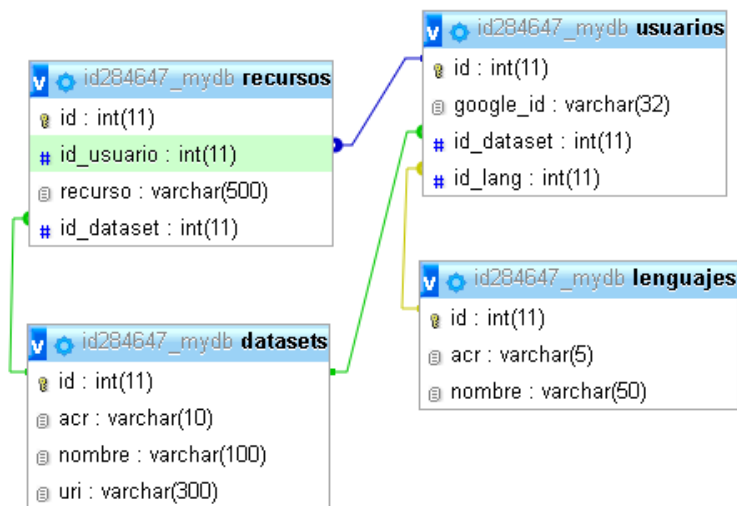 id284647_mydb recursos
id : int(11)
# id_usuario : int(11)
recurso : varchar(500)
# id_dataset : int(11)
id284647_mydb usuarios
id : int(11)
google_id : varchar(32)
# id_dataset : int(11)
# id_lang : int(11)
id284647_mydb datasets
id : int(11)
acr : varchar(10)
nombre : varchar(100)
uri : varchar(300)
id284647_mydb lenguajes
id : int(11)
acr : varchar(5)
nombre : varchar(50)